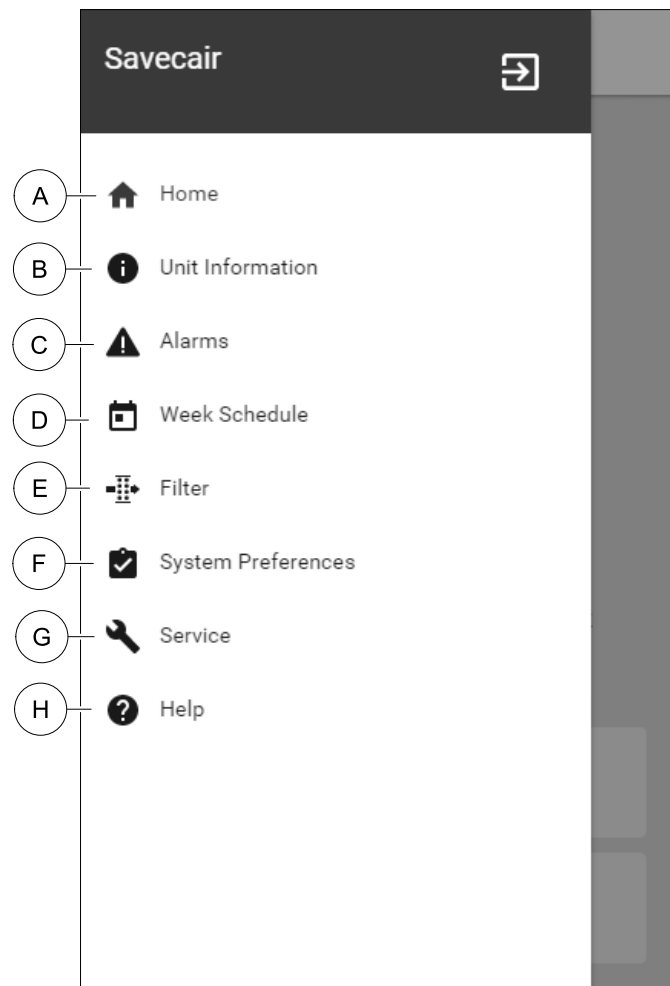 Savecair
A Home
B Unit Information
C Alarms
D Week Schedule
E Filter
F System Preferences
G Service
H Help